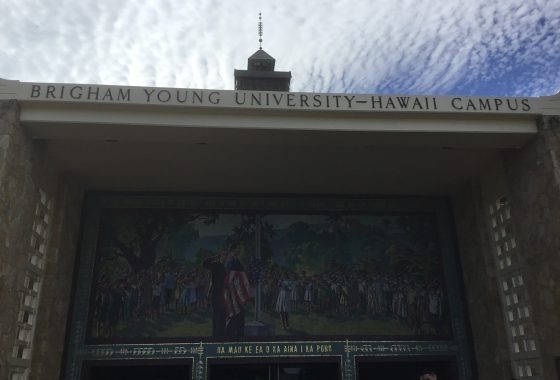 BRIGHAM YOUNG UNIVERSITY—HAWAII CAMPUS
UA MAU KE EA O KA AINA I KA PONO